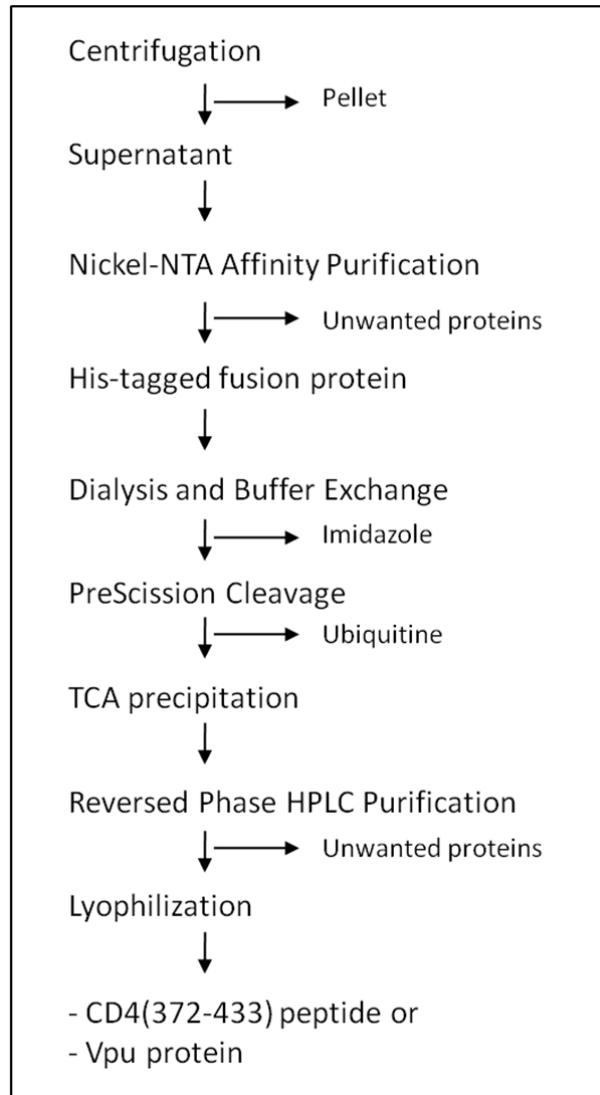 Centrifugation
Pellet
Supernatant
Nickel-NTA Affinity Purification
Unwanted proteins
His-tagged fusion protein
Dialysis and Buffer Exchange
Imidazole
PreScission Cleavage
Ubiquitine
TCA precipitation
Reversed Phase HPLC Purification
Unwanted proteins
Lyophilization
- CD4(372-433) peptide or
- Vpu protein